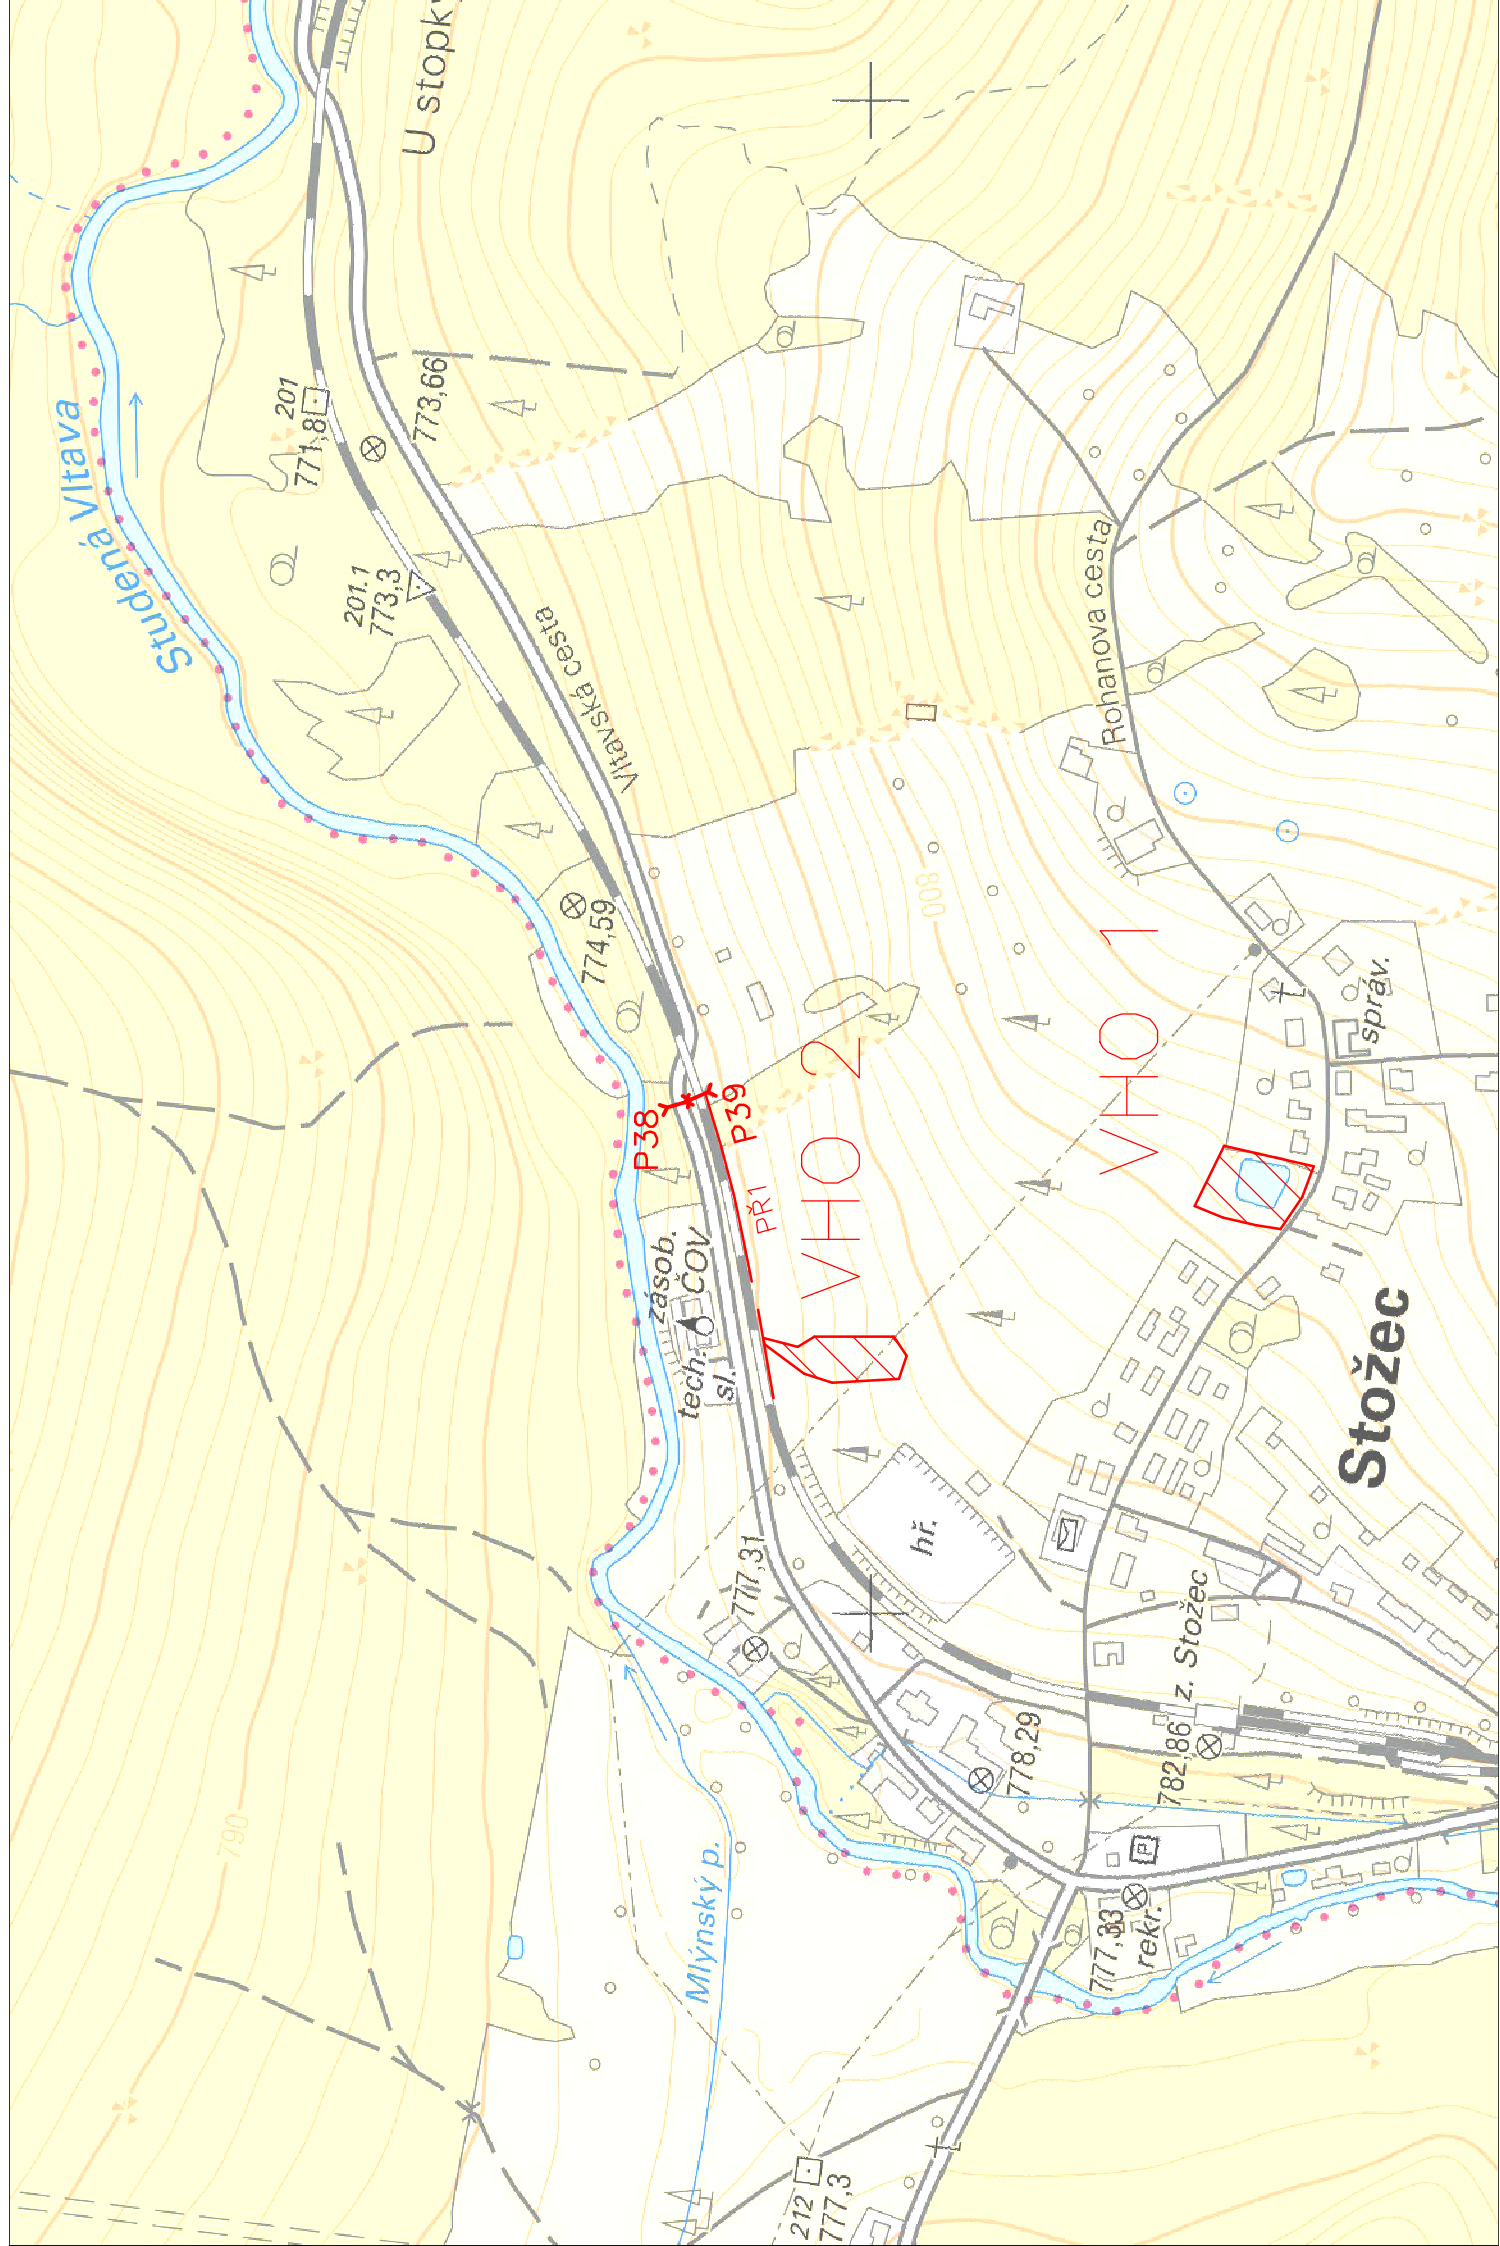 U stopky
Studená Vltava
201
771,8
773,66
201.1
773,3
Vltavská cesta
Rohanova cesta
774,59
800
VHO 1
VHO 2
správ.
P38
P39
PŘ1
zásob.
ČOV
tech.
sl.
Stožec
hř.
777,31
z. Stožec
778,29
782,86
790
Mlýnský p.
P
777,33
rekr.
212
777,3